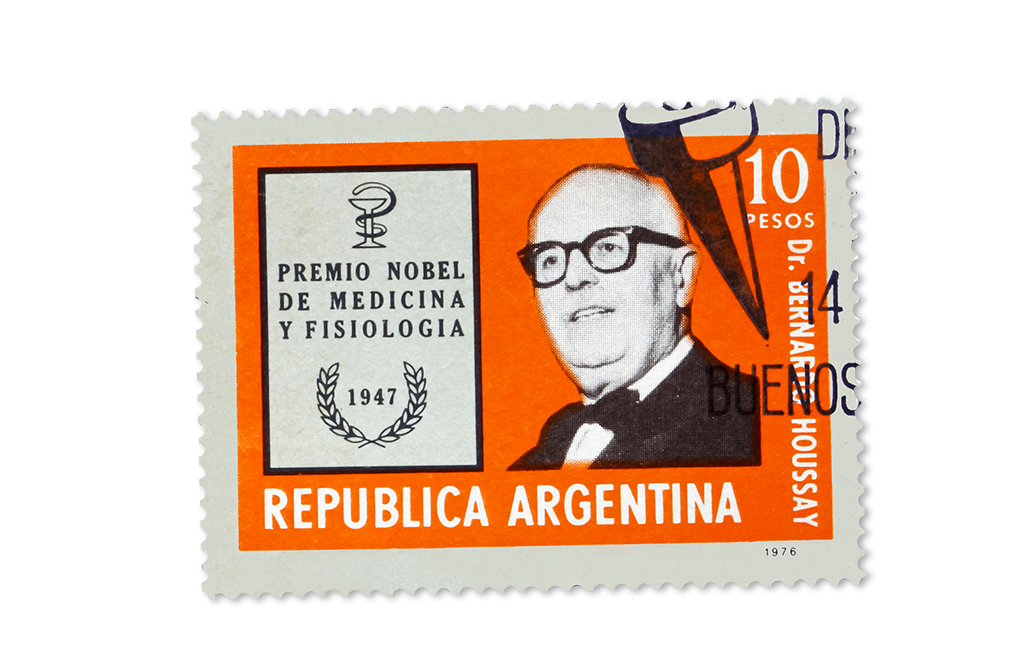 PREMIO NOBEL
DE MEDICINA
Y FISIOLOGIA
1947
10
PESOS
Dr. BERNARDO HOUSSAY
REPUBLICA ARGENTINA
1976
14
BUENOS